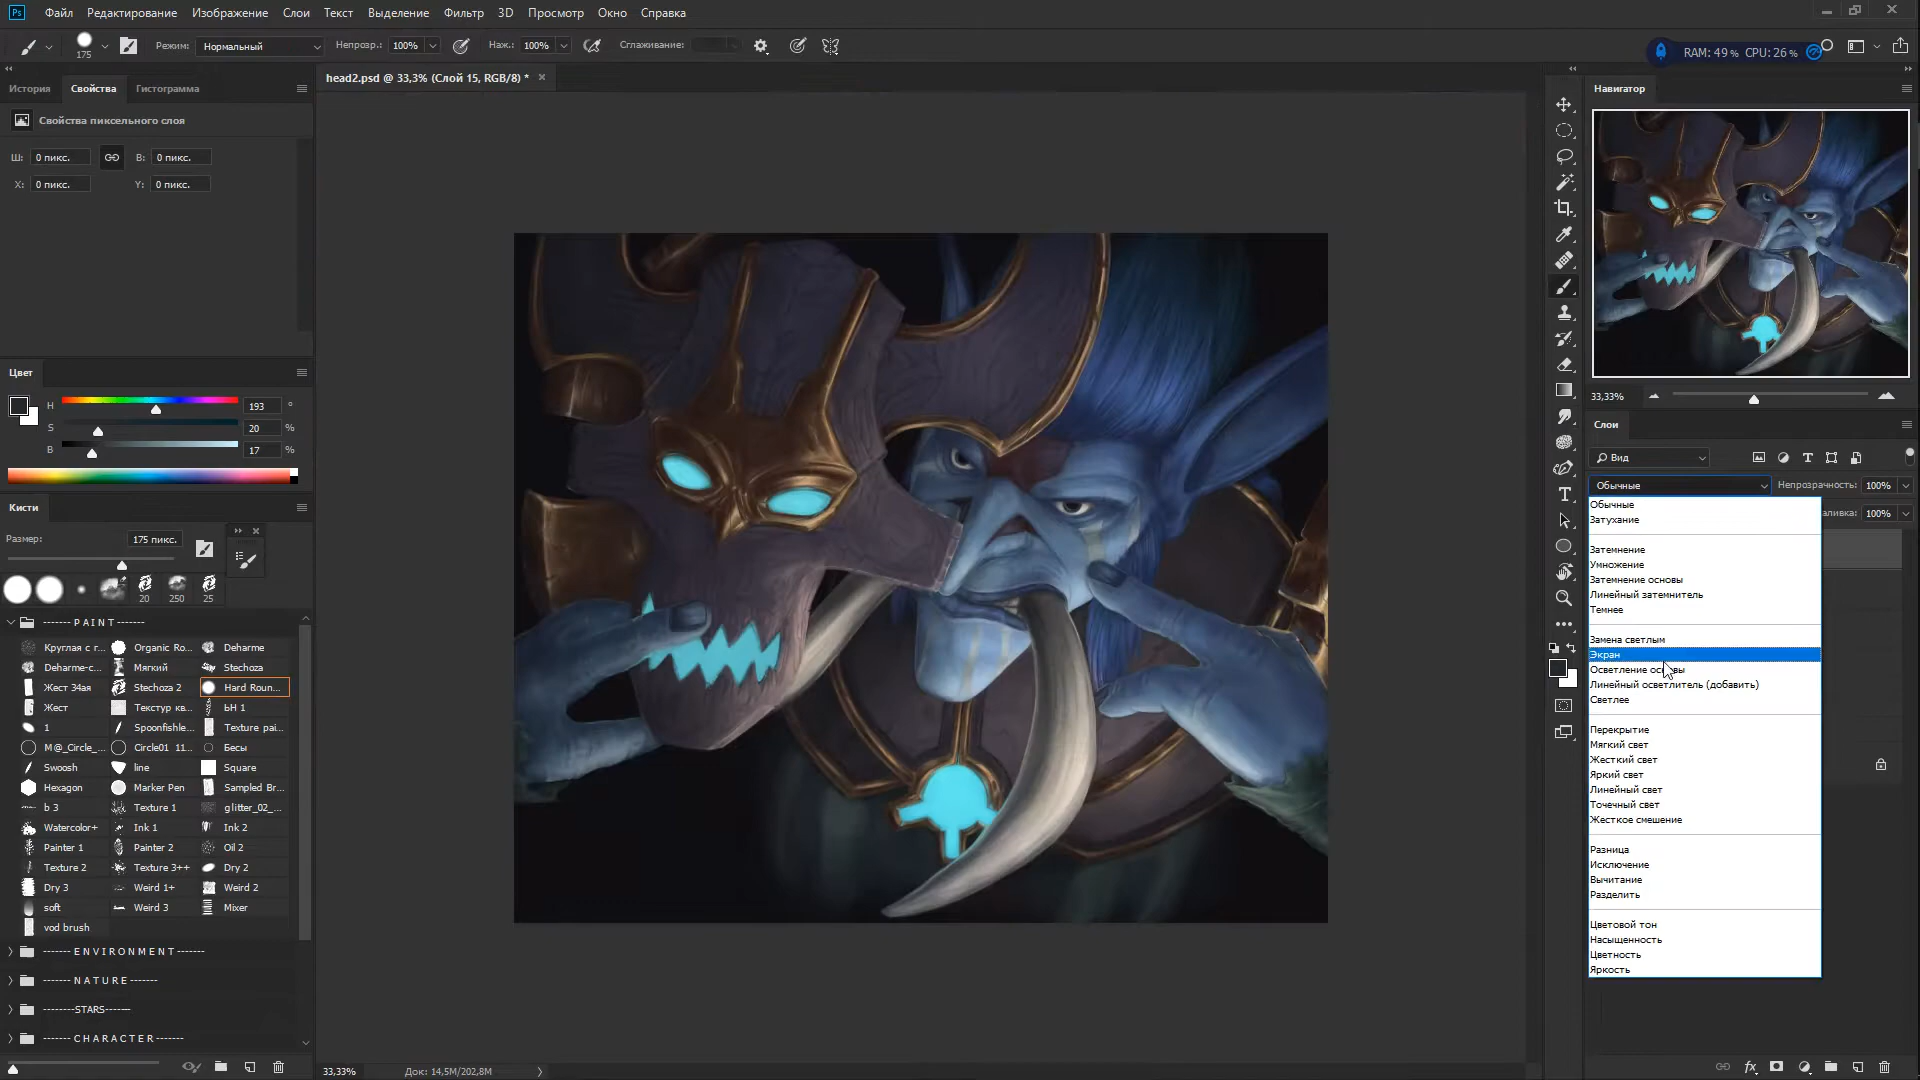 Ps Файл Редактирование Изображение Слои Текст Выделение Фильтр 3D Просмотр Окно Справка
175 Режим: Нормальный Непрозр.: 100% Наж.: 100% Сглаживание:
RAM: 49 % CPU: 26 %
head2.psd @ 33,3% (Слой 15, RGB/8) *
История Свойства Гистограмма
Свойства пиксельного слоя
Ш: 0 пикс. В: 0 пикс.
X: 0 пикс. Y: 0 пикс.
Цвет
H 193 °
S 20 %
B 17 %
Кисти
Размер: 175 пикс.
20 250 25
------- P A I N T -------
Круглая с г... Organic Ro... Deharme
Deharme-c... Мягкий Stechoza
Жест 34ая Stechoza 2 Hard Roun...
Жест Текстур кв... ЬН 1
1 Spoonfishle... Texture pai...
M@_Circle_... Circle01 11... Бесы
Swoosh line Square
Hexagon Marker Pen Sampled Br...
b 3 Texture 1 glitter_02_...
Watercolor+ Ink 1 Ink 2
Painter 1 Painter 2 Oil 2
Texture 2 Texture 3++ Dry 2
Dry 3 Weird 1+ Weird 2
soft Weird 3 Mixer
vod brush
------- E N V I R O N M E N T -------
------- N A T U R E -------
--------STARS-------
------- C H A R A C T E R -------
33,33% Док: 14,5M/202,8M
Навигатор
33,33%
Слои
Вид
Обычные Непрозрачность: 100%
аливка: 100%
Обычные
Затухание
Затемнение
Умножение
Затемнение основы
Линейный затемнитель
Темнее
Замена светлым
Экран
Осветление основы
Линейный осветлитель (добавить)
Светлее
Перекрытие
Мягкий свет
Жесткий свет
Яркий свет
Линейный свет
Точечный свет
Жесткое смешение
Разница
Исключение
Вычитание
Разделить
Цветовой тон
Насыщенность
Цветность
Яркость
fx